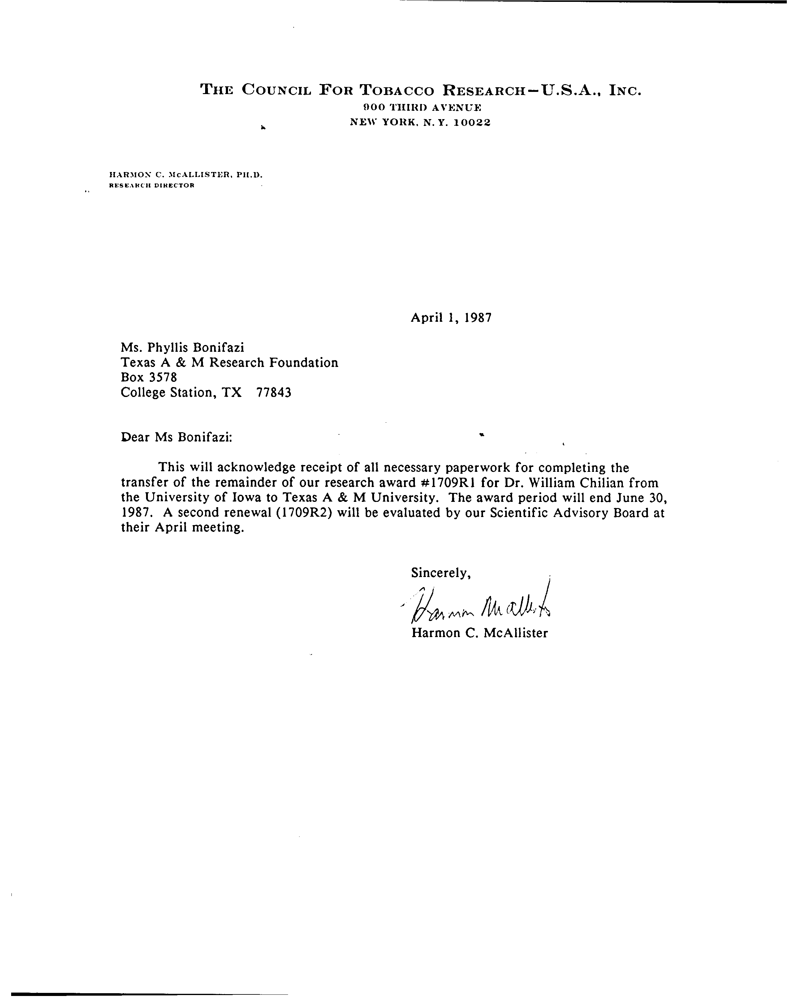 THE COUNCIL FOR TOBACCO RESEARCH—U.S.A., INC.
900 THIRD AVENUE
NEW YORK, N. Y. 10022
HARMON C. McALLISTER, PH.D.
RESEARCH DIRECTOR
April 1, 1987
Ms. Phyllis Bonifazi
Texas A & M Research Foundation
Box 3578
College Station, TX 77843
Dear Ms Bonifazi:
This will acknowledge receipt of all necessary paperwork for completing the
transfer of the remainder of our research award #1709R1 for Dr. William Chilian from
the University of Iowa to Texas A & M University. The award period will end June 30,
1987. A second renewal (1709R2) will be evaluated by our Scientific Advisory Board at
their April meeting.
Sincerely,
Harmon McAllister
Harmon C. McAllister